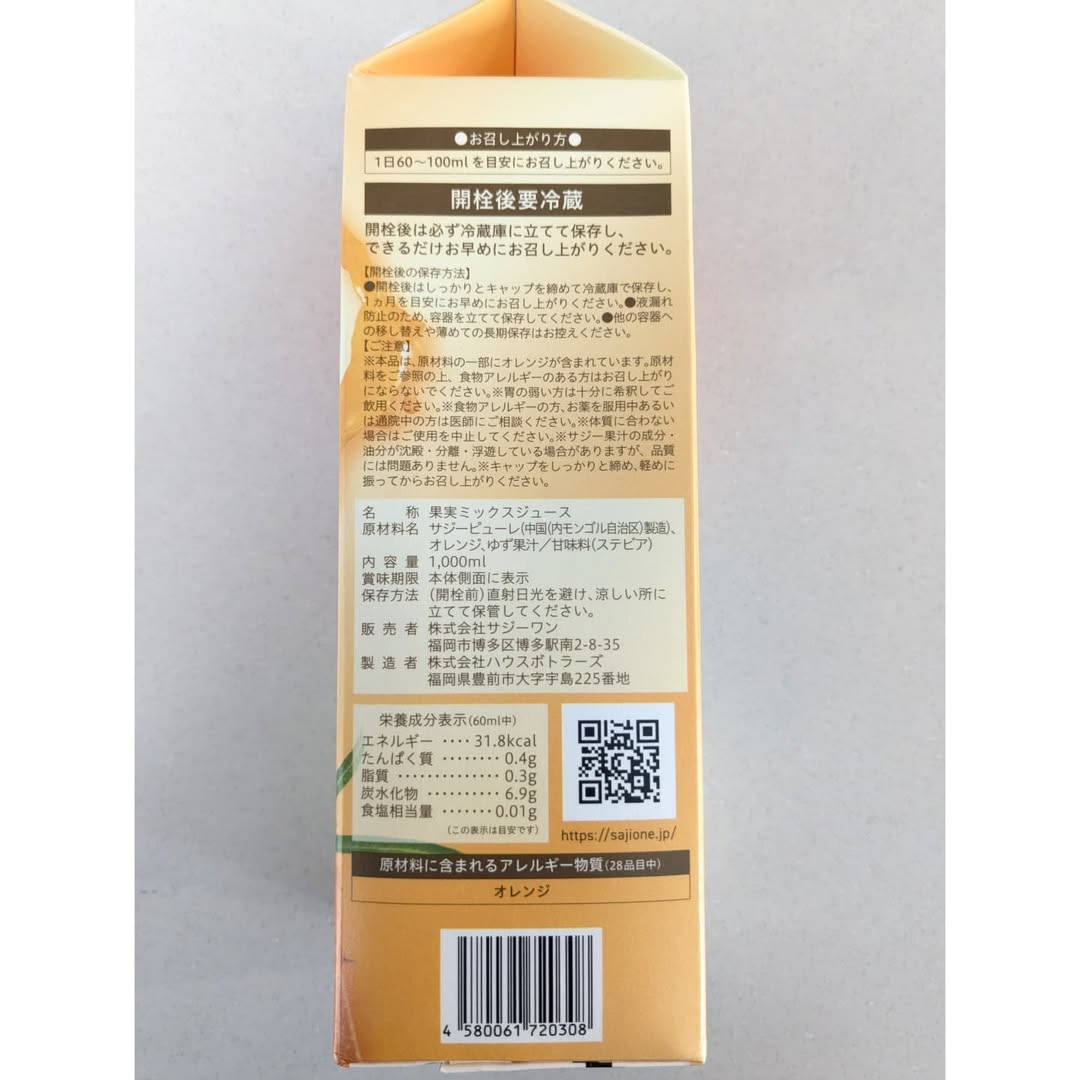 ●お召し上がり方●
1日60〜100mlを目安にお召し上がりください。
開栓後要冷蔵
開栓後は必ず冷蔵庫に立てて保存し、
できるだけお早めにお召し上がりください。
【開栓後の保存方法】
●開栓後はしっかりとキャップを締めて冷蔵庫で保存し、
1ヵ月を目安にお早めにお召し上がりください。●液漏れ
防止のため、容器を立てて保存してください。●他の容器へ
の移し替えや薄めての長期保存はお控えください。
【ご注意】
※本品は、原材料の一部にオレンジが含まれています。原材
料をご参照の上、食物アレルギーのある方はお召し上がり
にならないでください。※胃の弱い方は十分に希釈してご
飲用ください。※食物アレルギーの方、お薬を服用中あるい
は通院中の方は医師にご相談ください。※体質に合わない
場合はご使用を中止してください。※サジー果汁の成分・
油分が沈殿・分離・浮遊している場合がありますが、品質
には問題ありません。※キャップをしっかりと締め、軽めに
振ってからお召し上がりください。
名称 果実ミックスジュース
原材料名 サジーピューレ(中国(内モンゴル自治区)製造)、
オレンジ、ゆず果汁／甘味料(ステビア)
内容量 1,000ml
賞味期限 本体側面に表示
保存方法 (開栓前)直射日光を避け、涼しい所に
立てて保管してください。
販売者 株式会社サジーワン
福岡市博多区博多駅南2-8-35
製造者 株式会社ハウスボトラーズ
福岡県豊前市大字宇島225番地
栄養成分表示(60ml中)
エネルギー ････31.8kcal
たんぱく質 ････････0.4g
脂質 ･･････････････0.3g
炭水化物 ･･････････6.9g
食塩相当量 ･･･････0.01g
(この表示は目安です)
https://sajione.jp/
原材料に含まれるアレルギー物質(28品目中)
オレンジ
4 580061 720308